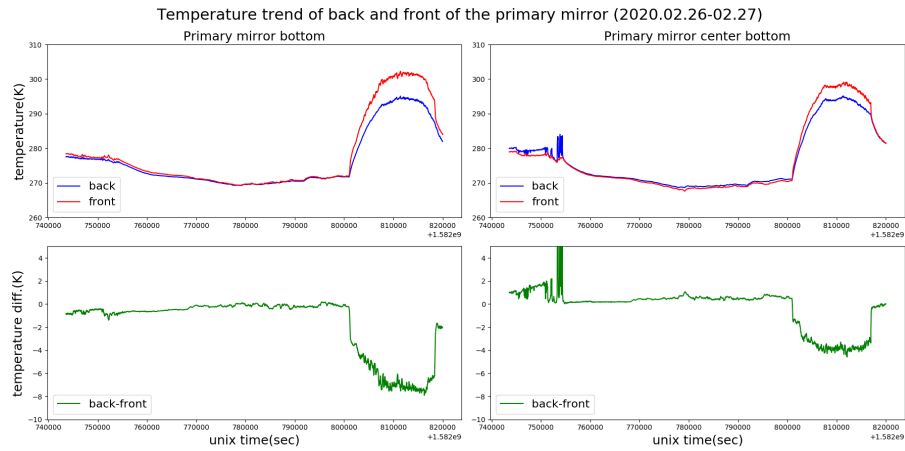 Temperature trend of back and front of the primary mirror (2020.02.26-02.27)
Primary mirror bottom
temperature(K)
310
300
290
280
270
260
back
front
740000 750000 760000 770000 780000 790000 800000 810000 820000
+1.582e9
Primary mirror center bottom
310
300
290
280
270
260
back
front
740000 750000 760000 770000 780000 790000 800000 810000 820000
+1.582e9
temperature diff.(K)
4
2
0
−2
−4
−6
−8
−10
back-front
740000 750000 760000 770000 780000 790000 800000 810000 820000
+1.582e9
unix time(sec)
4
2
0
−2
−4
−6
−8
−10
back-front
740000 750000 760000 770000 780000 790000 800000 810000 820000
+1.582e9
unix time(sec)